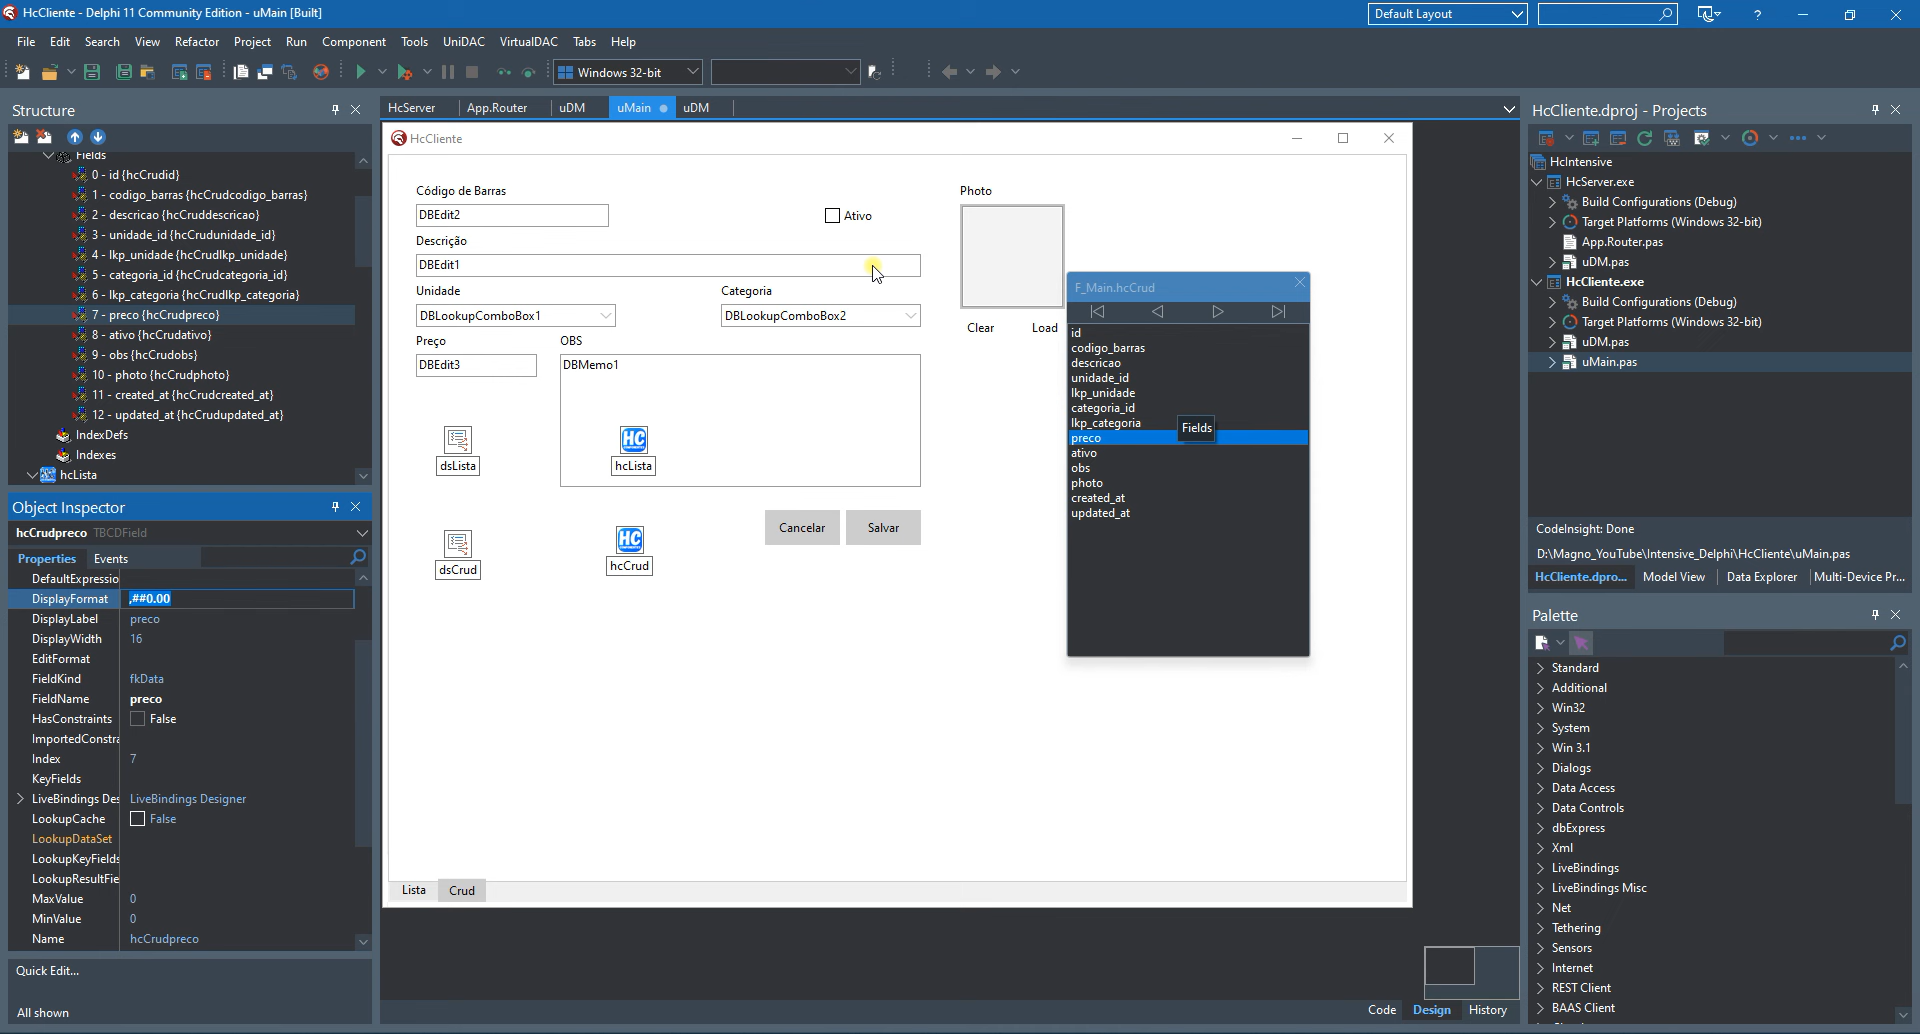 HcCliente - Delphi 11 Community Edition - uMain [Built]
Default Layout
?
File Edit Search View Refactor Project Run Component Tools UniDAC VirtualDAC Tabs Help
Windows 32-bit
Structure
Fields
0 - id {hcCrudid}
1 - codigo_barras {hcCrudcodigo_barras}
2 - descricao {hcCruddescricao}
3 - unidade_id {hcCrudunidade_id}
4 - lkp_unidade {hcCrudlkp_unidade}
5 - categoria_id {hcCrudcategoria_id}
6 - lkp_categoria {hcCrudlkp_categoria}
7 - preco {hcCrudpreco}
8 - ativo {hcCrudativo}
9 - obs {hcCrudobs}
10 - photo {hcCrudphoto}
11 - created_at {hcCrudcreated_at}
12 - updated_at {hcCrudupdated_at}
IndexDefs
Indexes
hcLista
Object Inspector
hcCrudpreco TBCDField
Properties Events
DefaultExpressio
DisplayFormat ,##0.00
DisplayLabel preco
DisplayWidth 16
EditFormat
FieldKind fkData
FieldName preco
HasConstraints False
ImportedConstra
Index 7
KeyFields
LiveBindings Des LiveBindings Designer
LookupCache False
LookupDataSet
LookupKeyFields
LookupResultFie
MaxValue 0
MinValue 0
Name hcCrudpreco
Quick Edit...
All shown
HcServer App.Router uDM uMain uDM
HcCliente
Código de Barras
DBEdit2
Ativo
Descrição
DBEdit1
Unidade Categoria
DBLookupComboBox1 DBLookupComboBox2
Preço OBS
DBEdit3 DBMemo1
HC
dsLista hcLista
Cancelar Salvar
HC
dsCrud hcCrud
Photo
Clear Load
F_Main.hcCrud
id
codigo_barras
descricao
unidade_id
lkp_unidade
categoria_id
lkp_categoria
Fields
preco
ativo
obs
photo
created_at
updated_at
Lista Crud
Code Design History
HcCliente.dproj - Projects
HcIntensive
HcServer.exe
Build Configurations (Debug)
Target Platforms (Windows 32-bit)
App.Router.pas
uDM.pas
HcCliente.exe
Build Configurations (Debug)
Target Platforms (Windows 32-bit)
uDM.pas
uMain.pas
CodeInsight: Done
D:\Magno_YouTube\Intensive_Delphi\HcCliente\uMain.pas
HcCliente.dpro... Model View Data Explorer Multi-Device Pr...
Palette
Standard
Additional
Win32
System
Win 3.1
Dialogs
Data Access
Data Controls
dbExpress
Xml
LiveBindings
LiveBindings Misc
Net
Tethering
Sensors
Internet
REST Client
BAAS Client